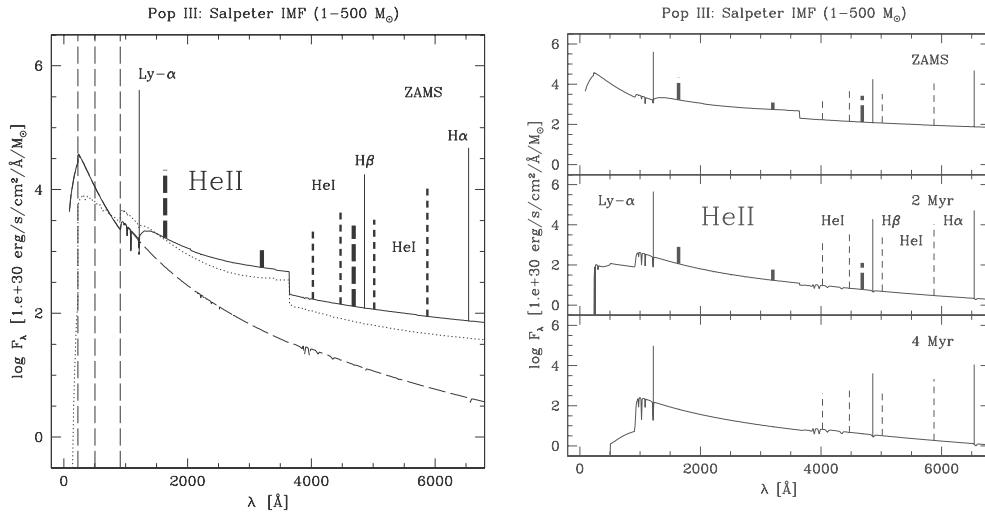 Pop III: Salpeter IMF (1−500 M⊙)
6
4
2
0
log Fλ [1.e+30 erg/s/cm²/Å/M⊙]
Ly−α
ZAMS
HeII
HeI
Hβ
Hα
HeI
0
2000
4000
6000
λ [Å]
Pop III: Salpeter IMF (1−500 M⊙)
log Fλ [1.e+30 erg/s/cm²/Å/M⊙]
6
4
2
0
ZAMS
6
4
2
0
2 Myr
Ly−α
HeII
HeI
Hβ
Hα
HeI
6
4
2
0
4 Myr
0
2000
4000
6000
λ [Å]